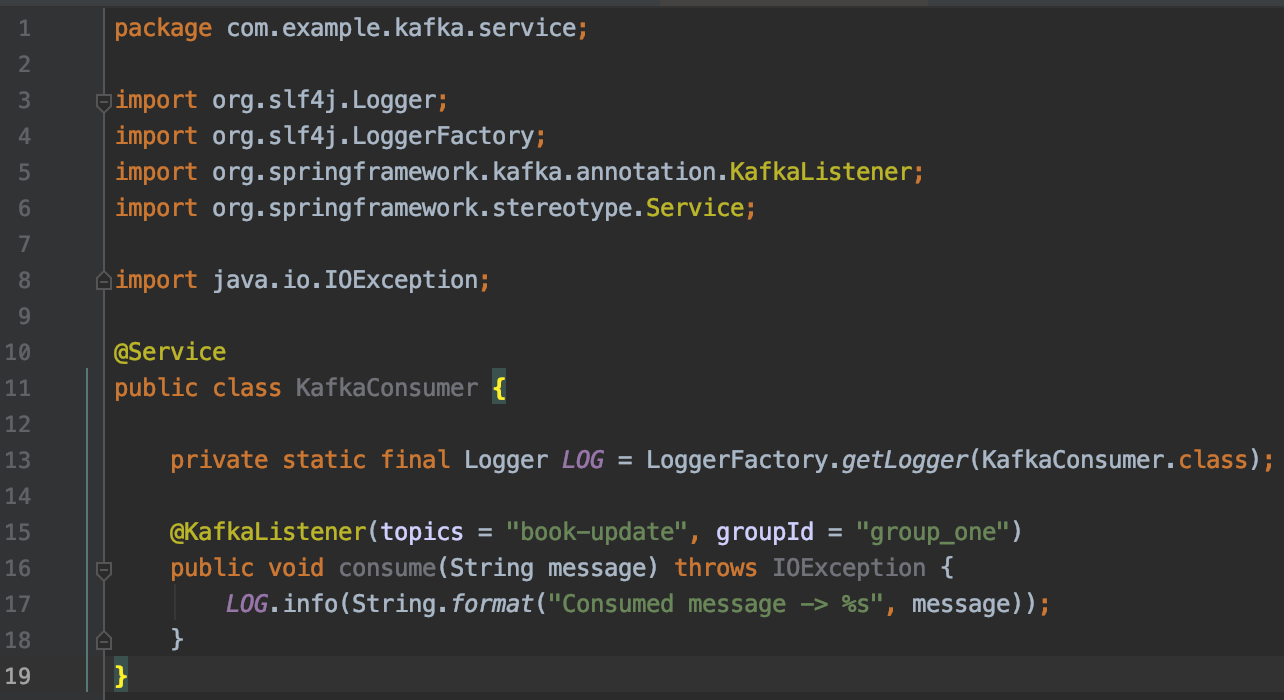 1 package com.example.kafka.service;
2
3 import org.slf4j.Logger;
4 import org.slf4j.LoggerFactory;
5 import org.springframework.kafka.annotation.KafkaListener;
6 import org.springframework.stereotype.Service;
7
8 import java.io.IOException;
9
10 @Service
11 public class KafkaConsumer {
12
13     private static final Logger LOG = LoggerFactory.getLogger(KafkaConsumer.class);
14
15     @KafkaListener(topics = "book-update", groupId = "group_one")
16     public void consume(String message) throws IOException {
17         LOG.info(String.format("Consumed message -> %s", message));
18     }
19 }